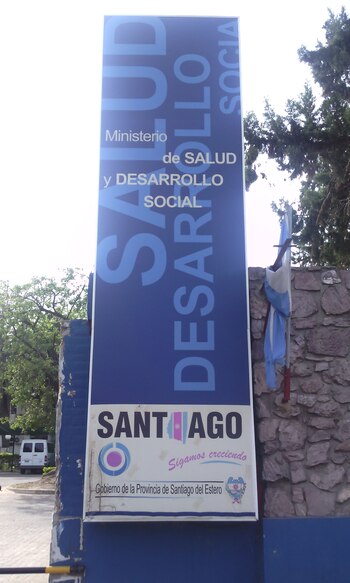 SALUD
DESARROLLO
SOCIA
Ministerio
de SALUD
y DESARROLLO
SOCIAL
SANTIAGO
Sigamos creciendo
Gobierno de la Provincia de Santiago del Estero